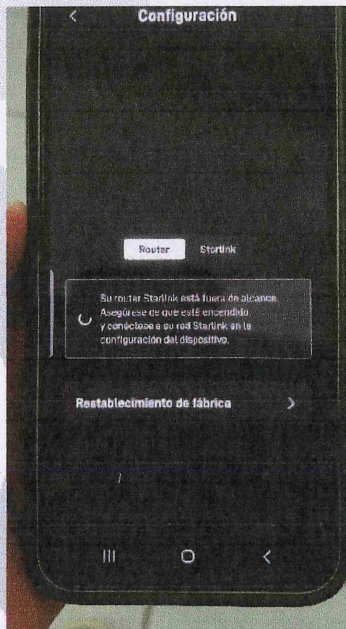 Configuración
Router Starlink
Su router Starlink está fuera de alcance.
Asegúrese de que esté encendido
y conéctese a su red Starlink en la
configuración del dispositivo.
Restablecimiento de fábrica